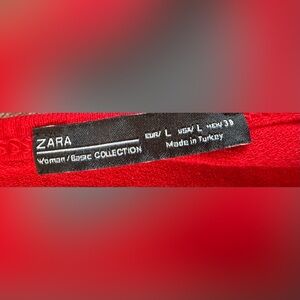 ZARA
Woman/Basic COLLECTION
EUR/ L USA/ L MEX/ 30
Made in Turkey